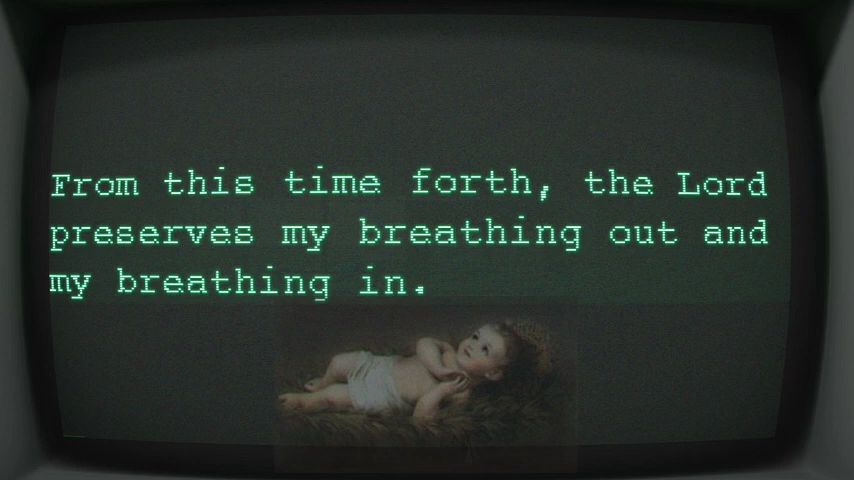 From this time forth, the Lord
preserves my breathing out and
my breathing in.